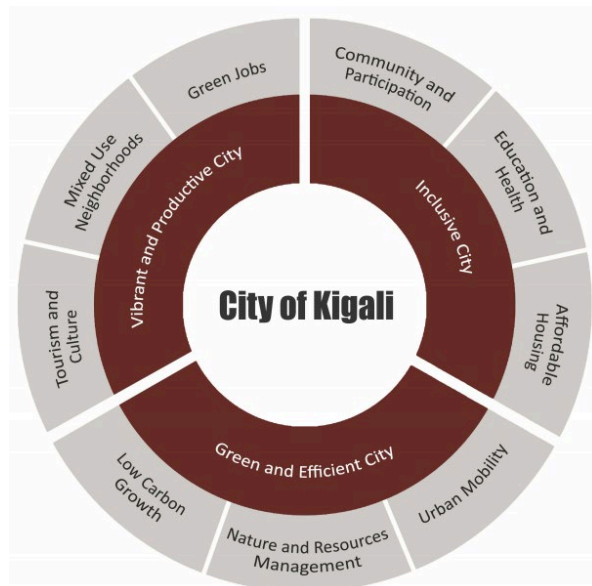 City of Kigali
Inclusive City
Community and
Participation
Education and
Health
Affordable
Housing
Green and Efficient City
Urban Mobility
Nature and Resources
Management
Low Carbon
Growth
Vibrant and Productive City
Tourism and
Culture
Mixed Use
Neighborhoods
Green Jobs